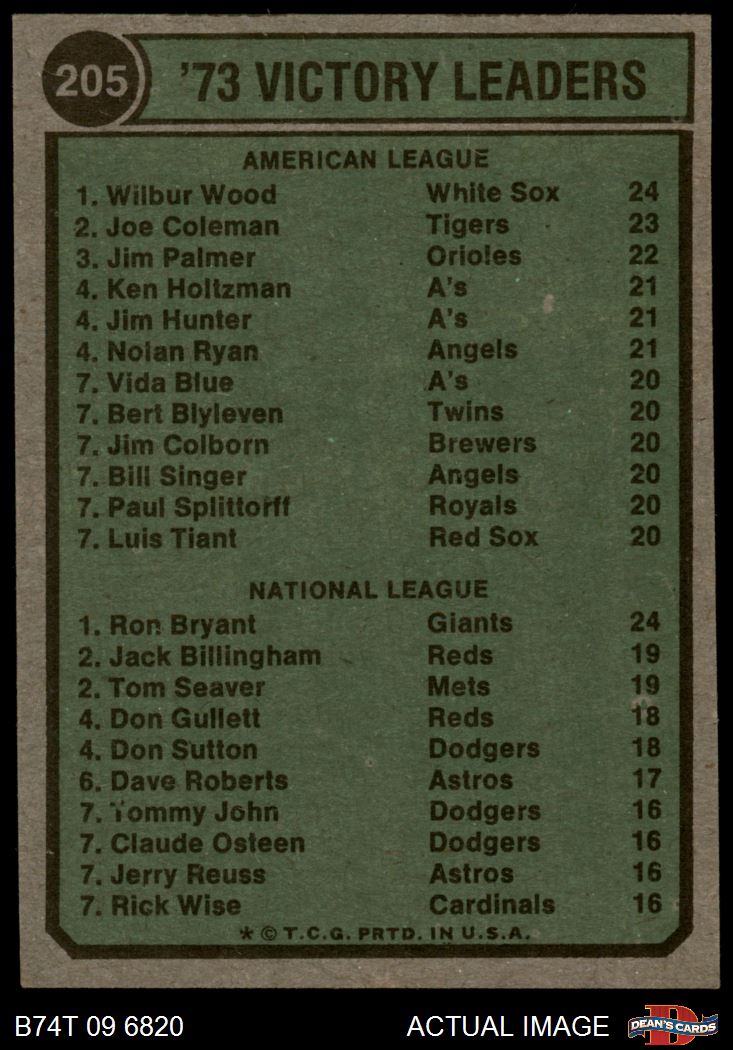 205 '73 VICTORY LEADERS
AMERICAN LEAGUE
1. Wilbur Wood White Sox 24
2. Joe Coleman Tigers 23
3. Jim Palmer Orioles 22
4. Ken Holtzman A's 21
4. Jim Hunter A's 21
4. Nolan Ryan Angels 21
7. Vida Blue A's 20
7. Bert Blyleven Twins 20
7. Jim Colborn Brewers 20
7. Bill Singer Angels 20
7. Paul Splittorff Royals 20
7. Luis Tiant Red Sox 20
NATIONAL LEAGUE
1. Ron Bryant Giants 24
2. Jack Billingham Reds 19
2. Tom Seaver Mets 19
4. Don Gullett Reds 18
4. Don Sutton Dodgers 18
6. Dave Roberts Astros 17
7. Tommy John Dodgers 16
7. Claude Osteen Dodgers 16
7. Jerry Reuss Astros 16
7. Rick Wise Cardinals 16
* © T.C.G. PRTD. IN U.S.A.
B74T 09 6820 ACTUAL IMAGE D DEAN'S CARDS